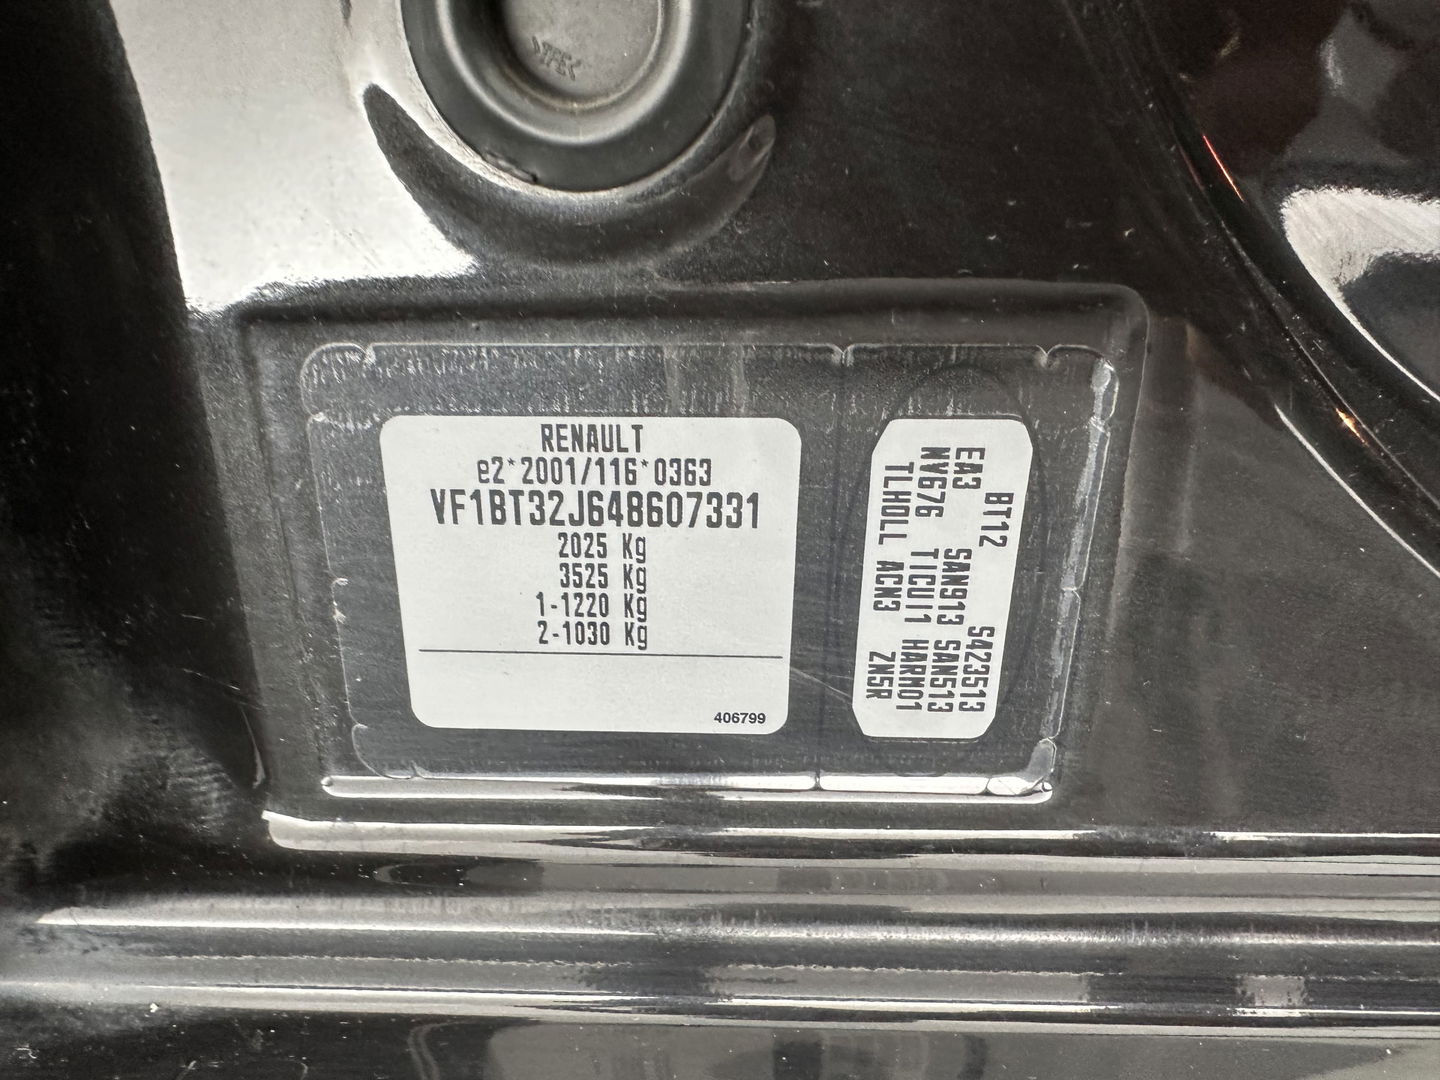 RENAULT
e2*2001/116*0363
VF1BT32J648607331
2025 Kg
3525 Kg
1-1220 Kg
2-1030 Kg
406799
BT12 S423513
EA3 SAN913 SAN513
NV676 TICUI1 HARM01
TLHOLL ACN3 ZN5R